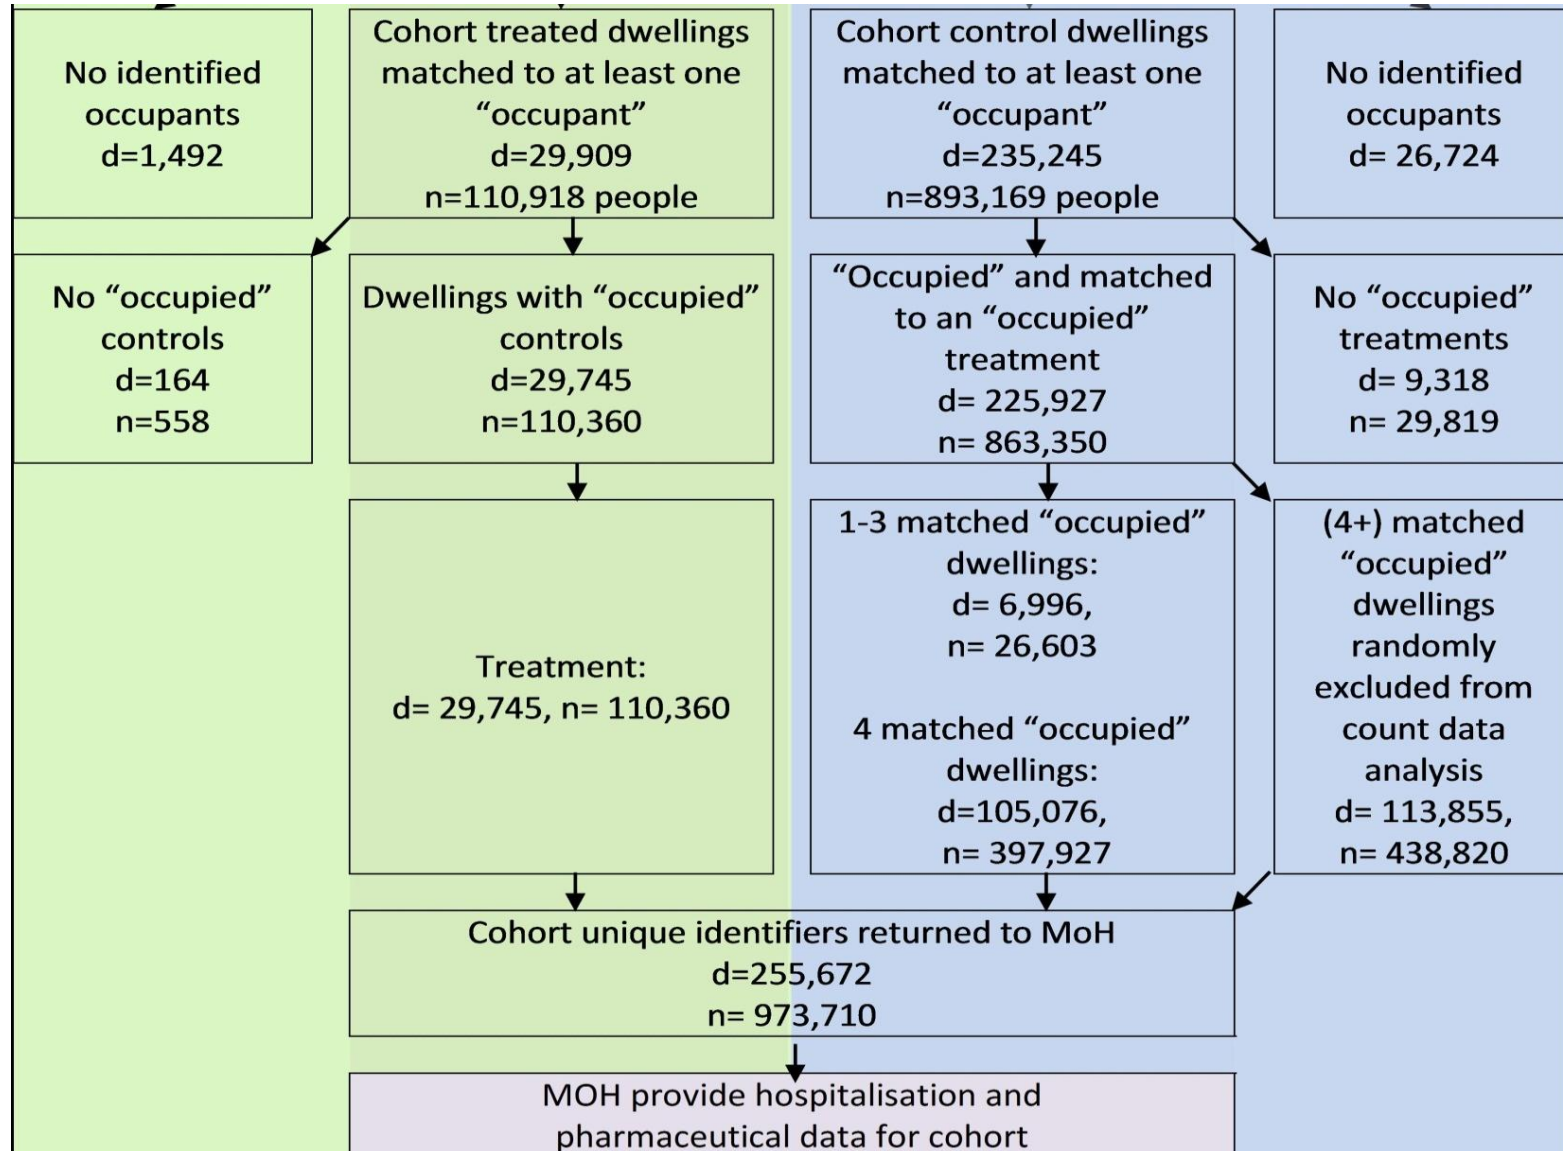 No identified
occupants
d=1,492
Cohort treated dwellings
matched to at least one
“occupant”
d=29,909
n=110,918 people
Cohort control dwellings
matched to at least one
“occupant”
d=235,245
n=893,169 people
No identified
occupants
d= 26,724
No “occupied”
controls
d=164
n=558
Dwellings with “occupied”
controls
d=29,745
n=110,360
“Occupied” and matched
to an “occupied”
treatment
d= 225,927
n= 863,350
No “occupied”
treatments
d= 9,318
n= 29,819
Treatment:
d= 29,745, n= 110,360
1-3 matched “occupied”
dwellings:
d= 6,996,
n= 26,603
4 matched “occupied”
dwellings:
d=105,076,
n= 397,927
(4+) matched
“occupied”
dwellings
randomly
excluded from
count data
analysis
d= 113,855,
n= 438,820
Cohort unique identifiers returned to MoH
d=255,672
n= 973,710
MOH provide hospitalisation and
pharmaceutical data for cohort